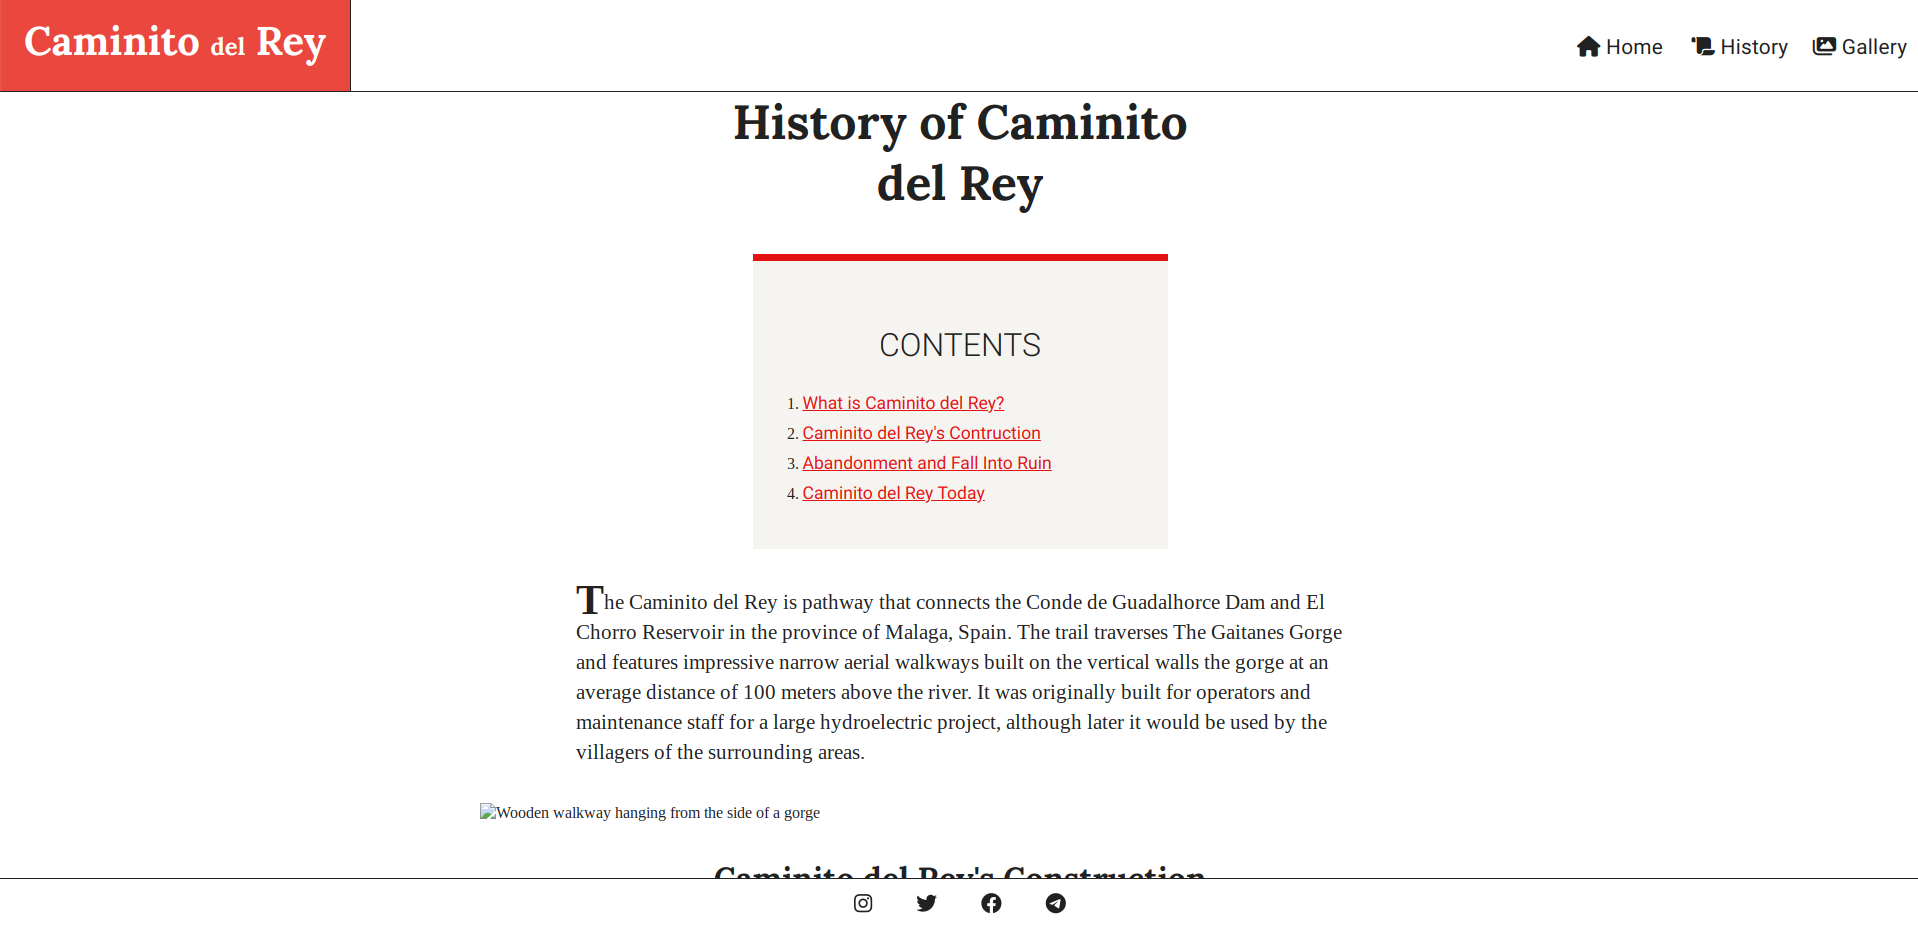 Caminito del Rey
Home History Gallery
History of Caminito
del Rey
CONTENTS
1. What is Caminito del Rey?
2. Caminito del Rey's Contruction
3. Abandonment and Fall Into Ruin
4. Caminito del Rey Today
The Caminito del Rey is pathway that connects the Conde de Guadalhorce Dam and El
Chorro Reservoir in the province of Malaga, Spain. The trail traverses The Gaitanes Gorge
and features impressive narrow aerial walkways built on the vertical walls the gorge at an
average distance of 100 meters above the river. It was originally built for operators and
maintenance staff for a large hydroelectric project, although later it would be used by the
villagers of the surrounding areas.
Wooden walkway hanging from the side of a gorge
Caminito del Rey's Construction